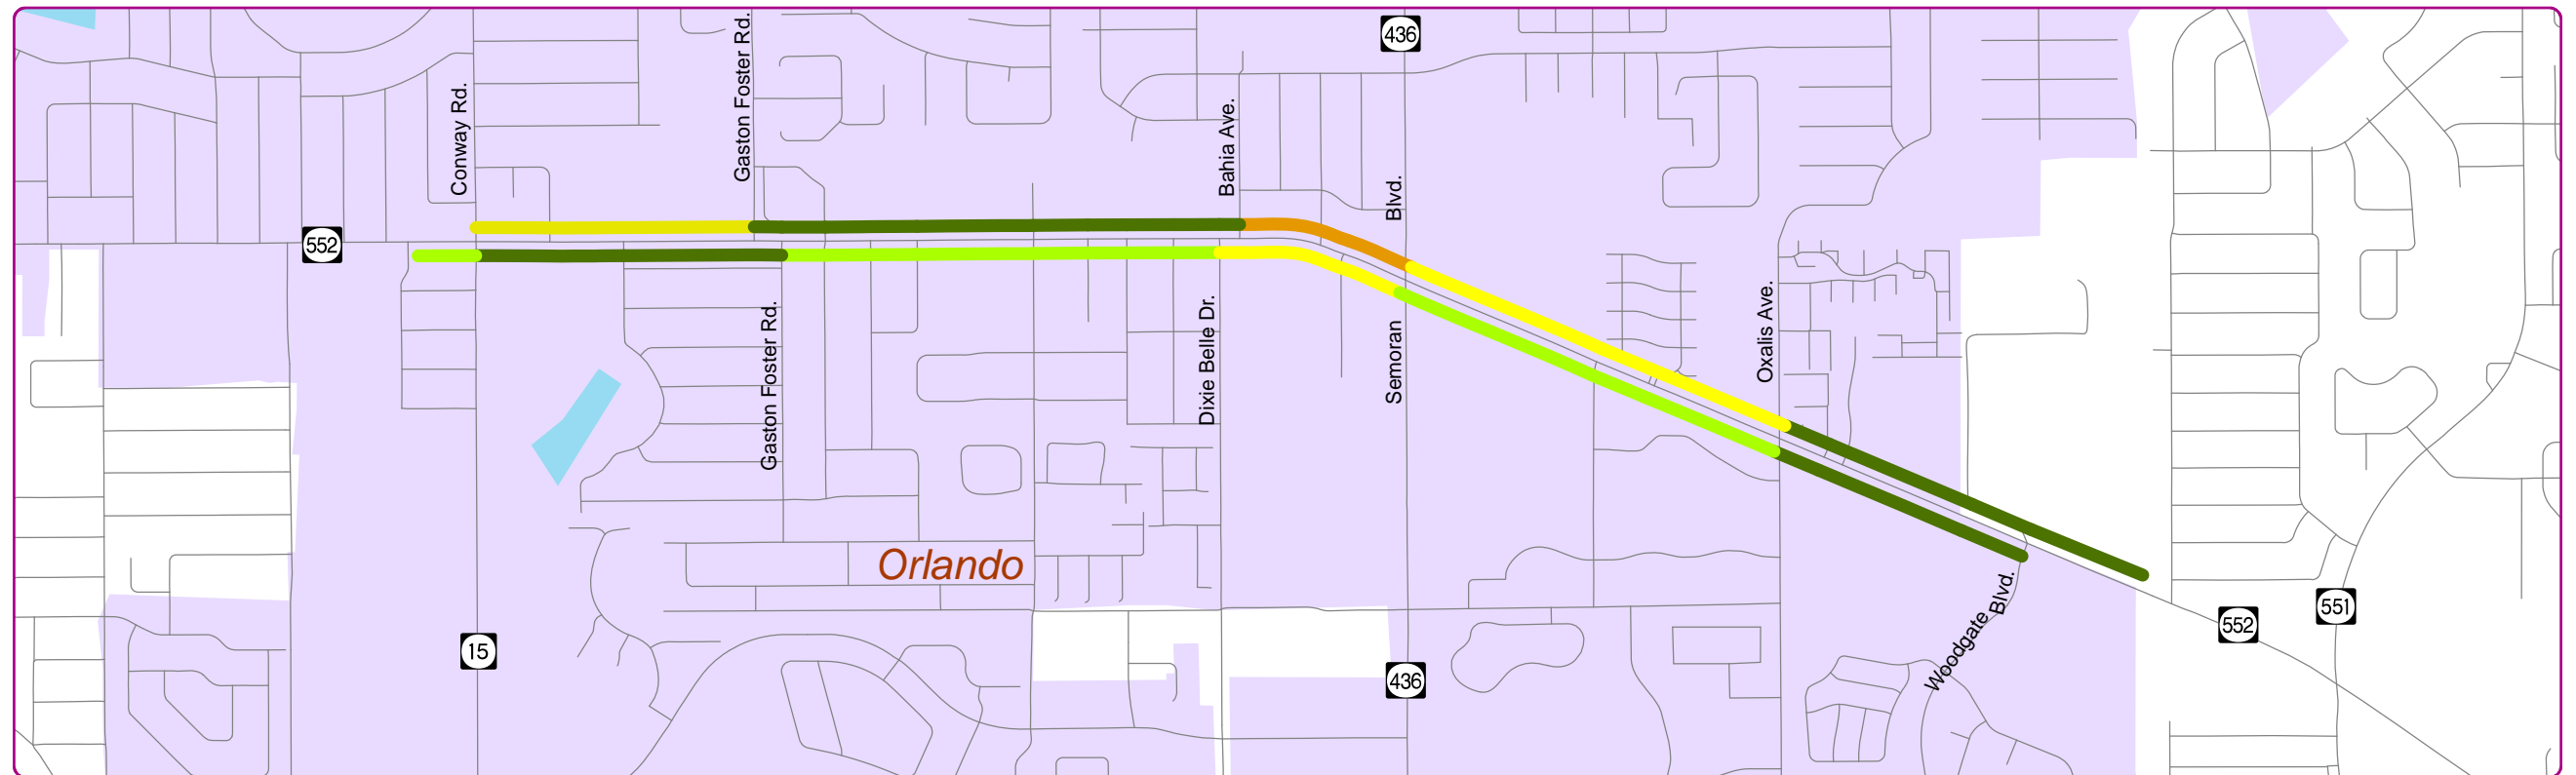 436
Gaston Foster Rd.
Conway Rd.
Bahia Ave.
Blvd.
552
Oxalis Ave.
Dixie Belle Dr.
Semoran
Gaston Foster Rd.
Orlando
Woodgate Blvd.
551
552
15
436